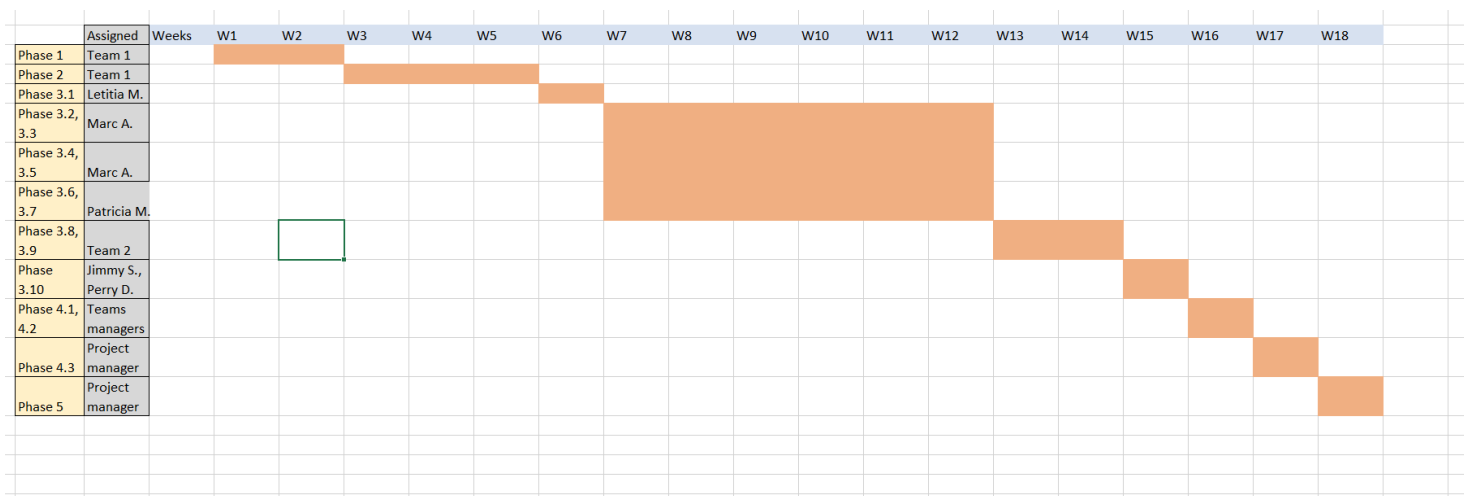 Assigned Weeks W1 W2 W3 W4 W5 W6 W7 W8 W9 W10 W11 W12 W13 W14 W15 W16 W17 W18
Phase 1 Team 1
Phase 2 Team 1
Phase 3.1 Letitia M.
Phase 3.2,
3.3 Marc A.
Phase 3.4,
3.5 Marc A.
Phase 3.6,
3.7 Patricia M.
Phase 3.8,
3.9 Team 2
Phase Jimmy S.,
3.10 Perry D.
Phase 4.1, Teams
4.2 managers
Project
Phase 4.3 manager
Project
Phase 5 manager